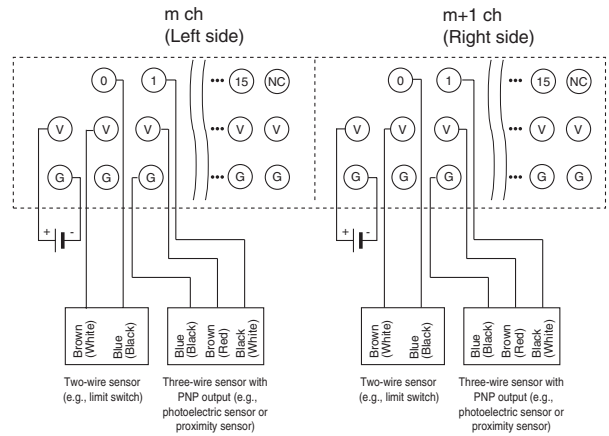 m ch
(Left side)
m+1 ch
(Right side)
0 1 ••• 15 NC
0 1 ••• 15 NC
V V V ••• V V
V V V ••• V V
G G G ••• G G
G G G ••• G G
+ -
+ -
Brown
(White)
Blue
(Black)
Blue
(Black)
Brown
(Red)
Black
(White)
Brown
(White)
Blue
(Black)
Blue
(Black)
Brown
(Red)
Black
(White)
Two-wire sensor
(e.g., limit switch)
Three-wire sensor with
PNP output (e.g.,
photoelectric sensor or
proximity sensor)
Two-wire sensor
(e.g., limit switch)
Three-wire sensor with
PNP output (e.g.,
photoelectric sensor or
proximity sensor)